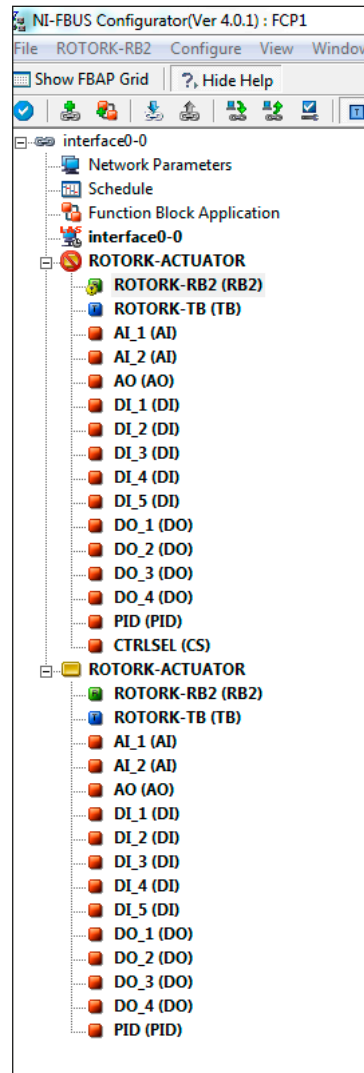 NI-FBUS Configurator(Ver 4.0.1) : FCP1
File ROTORK-RB2 Configure View Window
Show FBAP Grid ?, Hide Help
interface0-0
Network Parameters
Schedule
Function Block Application
LAS interface0-0
ROTORK-ACTUATOR
ROTORK-RB2 (RB2)
ROTORK-TB (TB)
AI_1 (AI)
AI_2 (AI)
AO (AO)
DI_1 (DI)
DI_2 (DI)
DI_3 (DI)
DI_4 (DI)
DI_5 (DI)
DO_1 (DO)
DO_2 (DO)
DO_3 (DO)
DO_4 (DO)
PID (PID)
CTRLSEL (CS)
ROTORK-ACTUATOR
ROTORK-RB2 (RB2)
ROTORK-TB (TB)
AI_1 (AI)
AI_2 (AI)
AO (AO)
DI_1 (DI)
DI_2 (DI)
DI_3 (DI)
DI_4 (DI)
DI_5 (DI)
DO_1 (DO)
DO_2 (DO)
DO_3 (DO)
DO_4 (DO)
PID (PID)